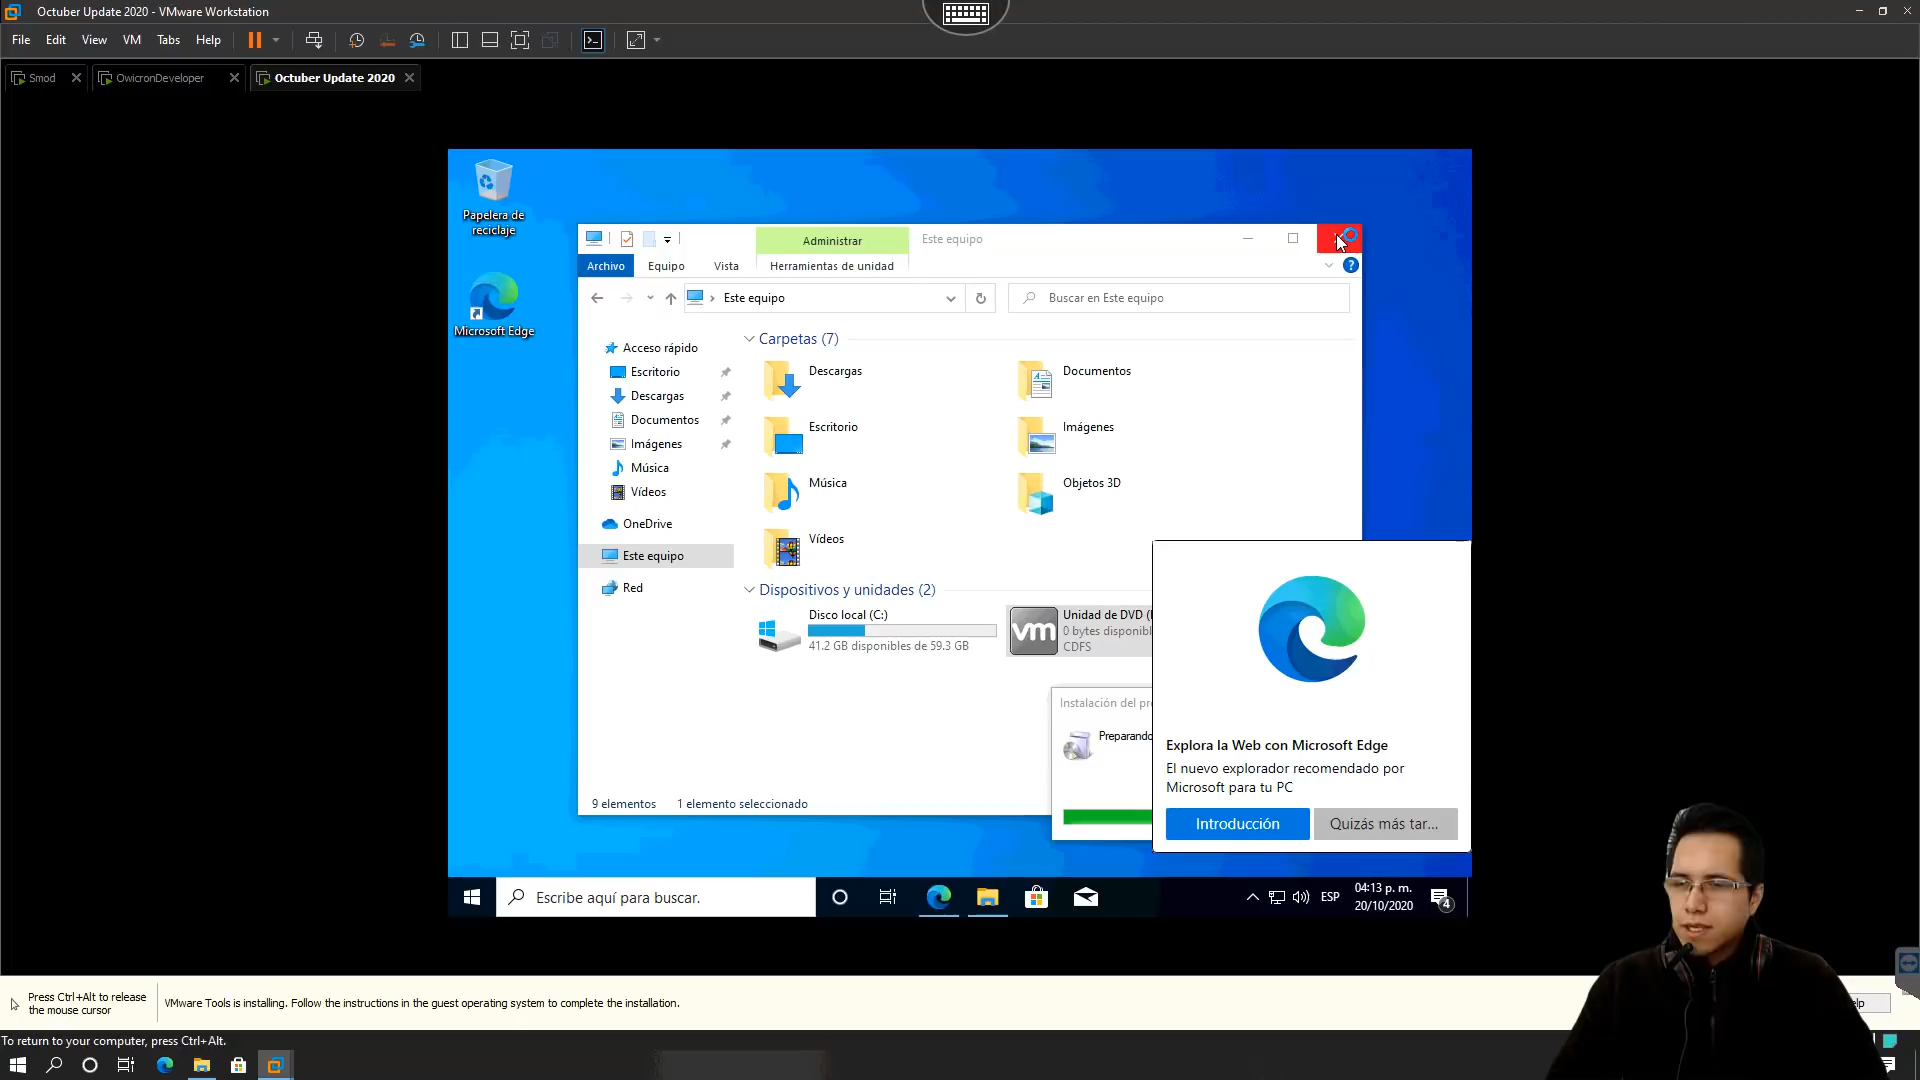 Octuber Update 2020 - VMware Workstation
File Edit View VM Tabs Help
Smod OwicronDeveloper Octuber Update 2020
Papelera de
reciclaje
Microsoft Edge
Administrar Este equipo
Archivo Equipo Vista Herramientas de unidad
Este equipo Buscar en Este equipo
Acceso rápido
Escritorio
Descargas
Documentos
Imágenes
Música
Vídeos
OneDrive
Este equipo
Red
Carpetas (7)
Descargas Documentos
Escritorio Imágenes
Música Objetos 3D
Vídeos
Dispositivos y unidades (2)
Disco local (C:)
41.2 GB disponibles de 59.3 GB
vm
Unidad de DVD
0 bytes
CDFS
Instalación del
Preparando
9 elementos 1 elemento seleccionado
Explora la Web con Microsoft Edge
El nuevo explorador recomendado por
Microsoft para tu PC
Introducción Quizás más tar...
Escribe aquí para buscar.
ESP
04:13 p. m.
20/10/2020
4
Press Ctrl+Alt to release
the mouse cursor
VMware Tools is installing. Follow the instructions in the guest operating system to complete the installation.
To return to your computer, press Ctrl+Alt.